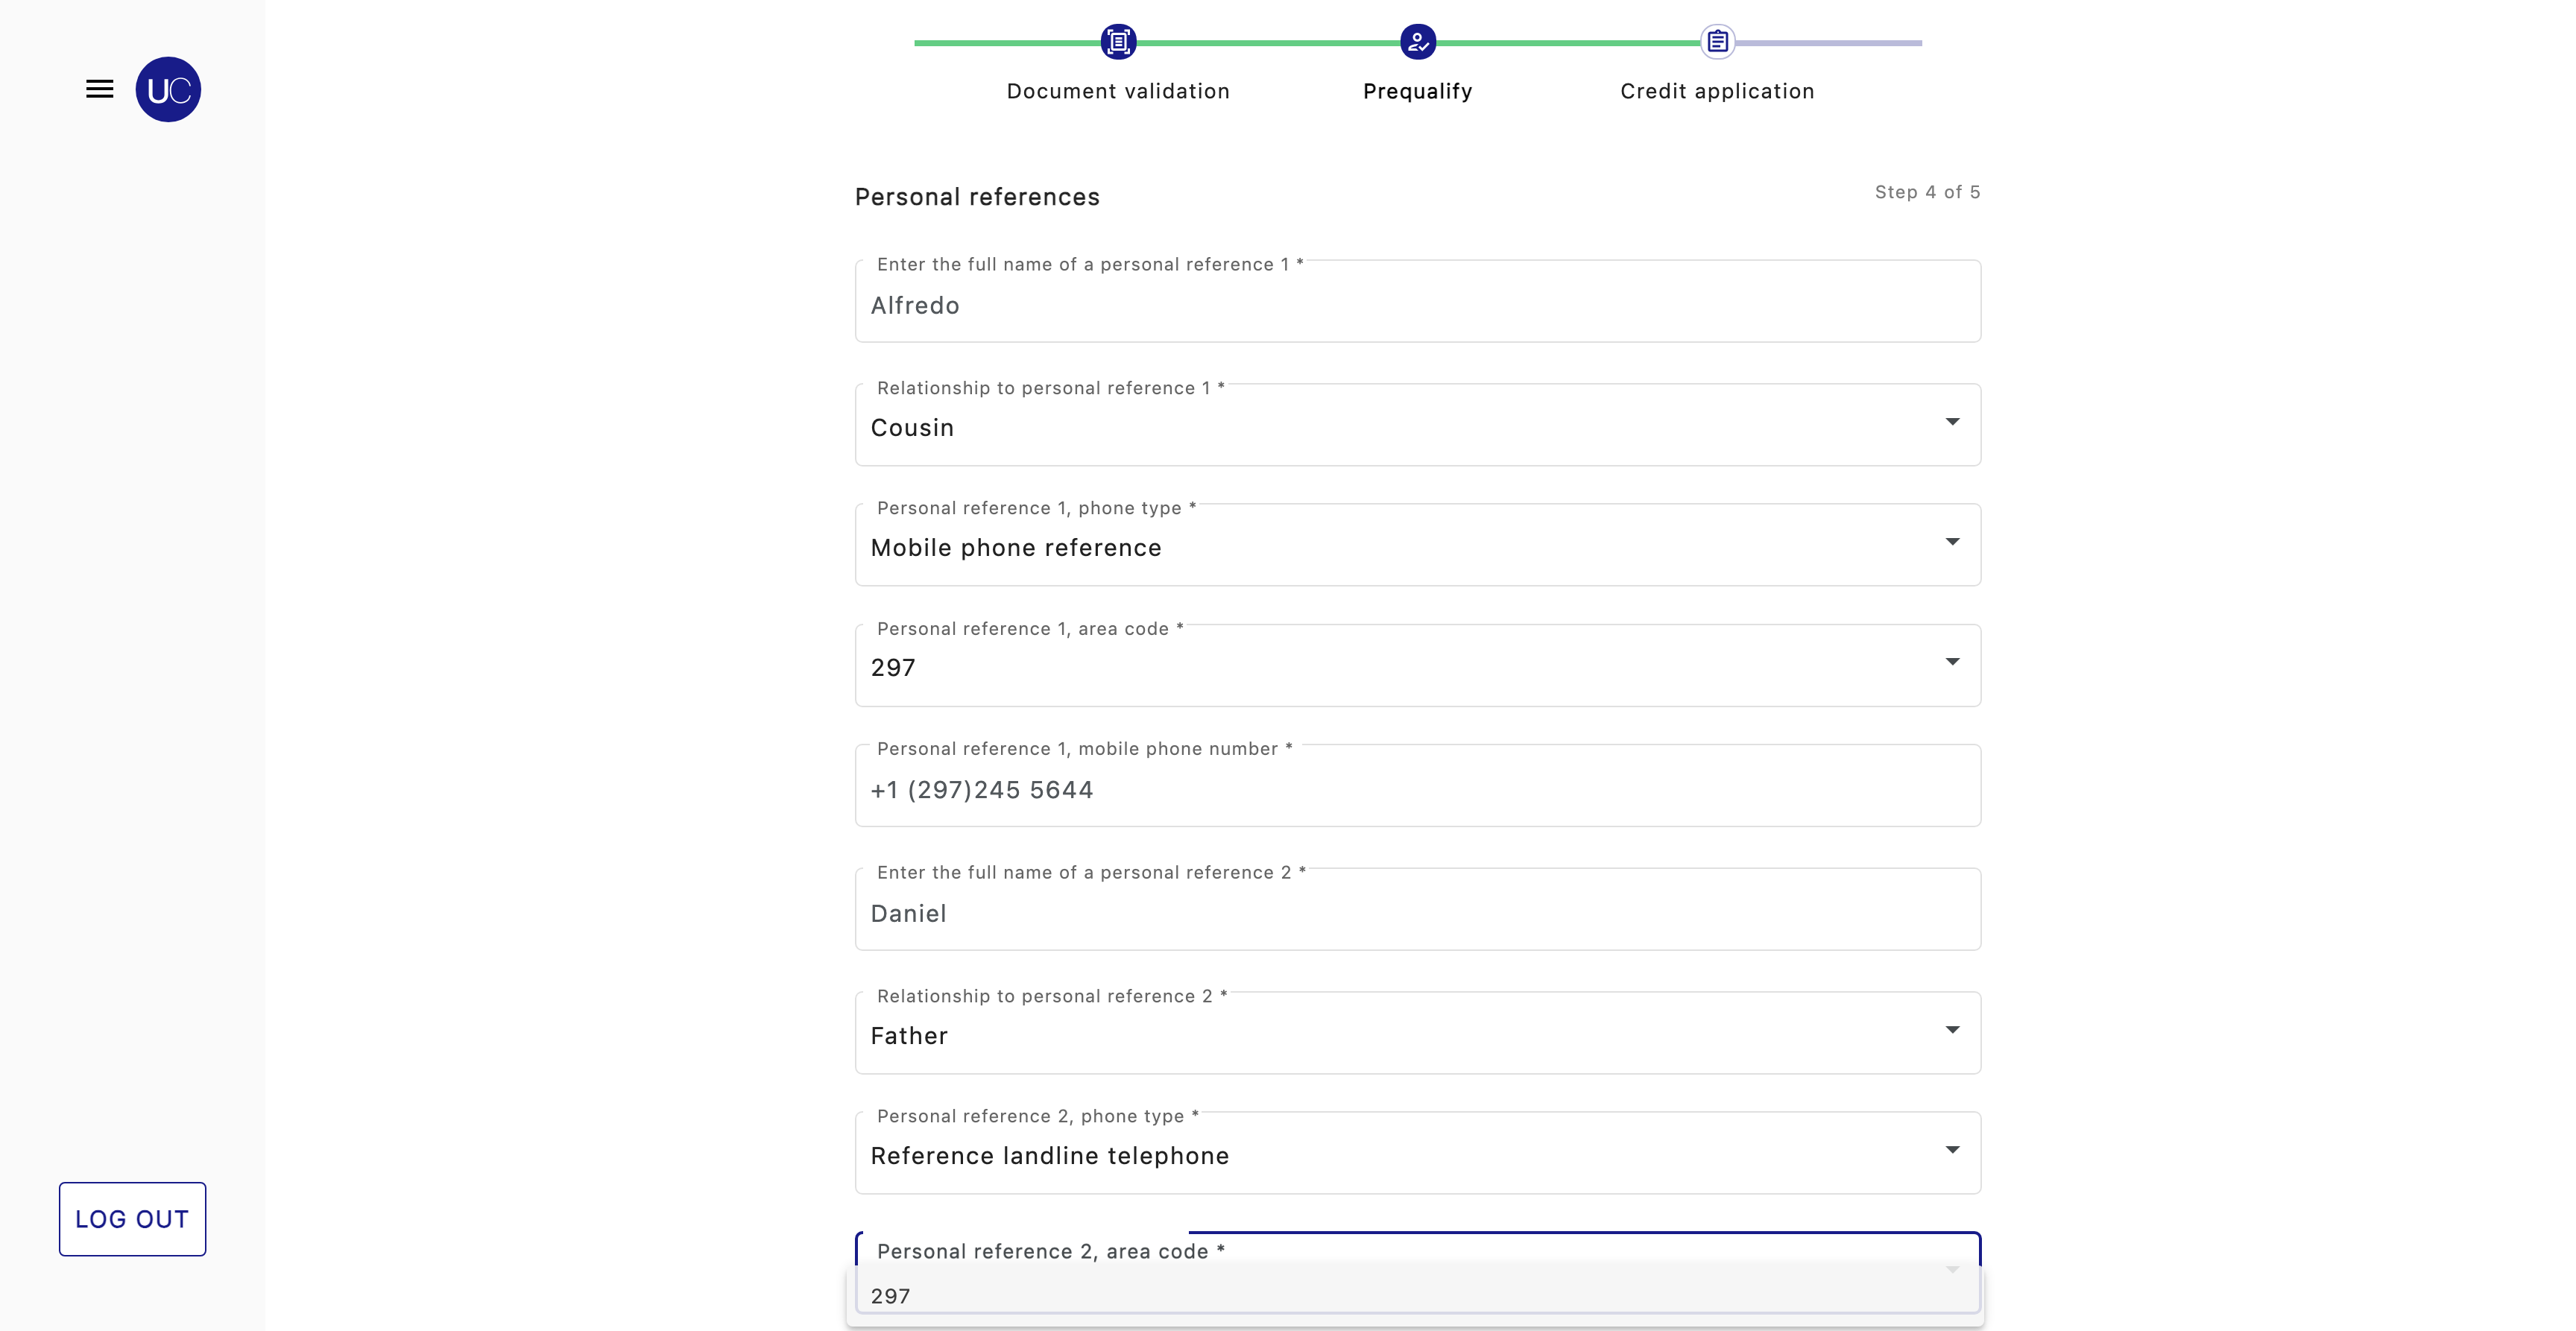 UC
Document validation
Prequalify
Credit application
Personal references
Step 4 of 5
Enter the full name of a personal reference 1 *
Alfredo
Relationship to personal reference 1 *
Cousin
Personal reference 1, phone type *
Mobile phone reference
Personal reference 1, area code *
297
Personal reference 1, mobile phone number *
+1 (297)245 5644
Enter the full name of a personal reference 2 *
Daniel
Relationship to personal reference 2 *
Father
Personal reference 2, phone type *
Reference landline telephone
Personal reference 2, area code *
297
LOG OUT